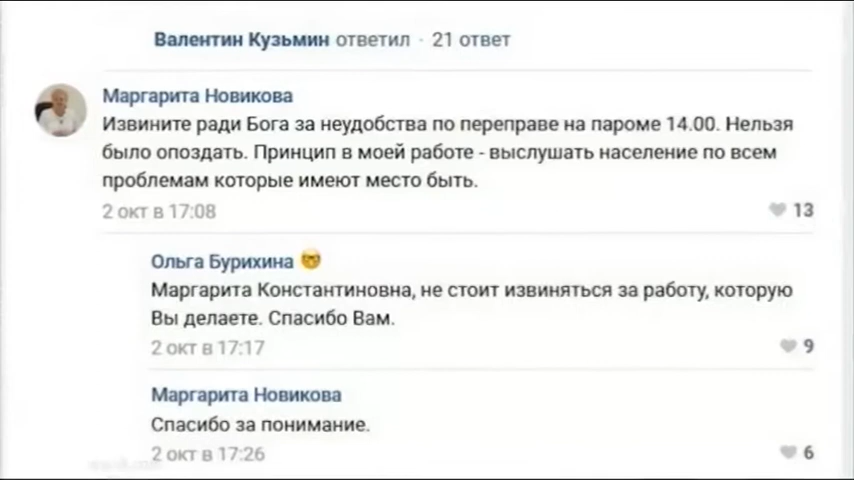 Валентин Кузьмин ответил · 21 ответ
Маргарита Новикова
Извините ради Бога за неудобства по переправе на пароме 14.00. Нельзя
было опоздать. Принцип в моей работе - выслушать население по всем
проблемам которые имеют место быть.
2 окт в 17:08 13
Ольга Бурихина
Маргарита Константиновна, не стоит извиняться за работу, которую
Вы делаете. Спасибо Вам.
2 окт в 17:17 9
Маргарита Новикова
Спасибо за понимание.
2 окт в 17:26 6